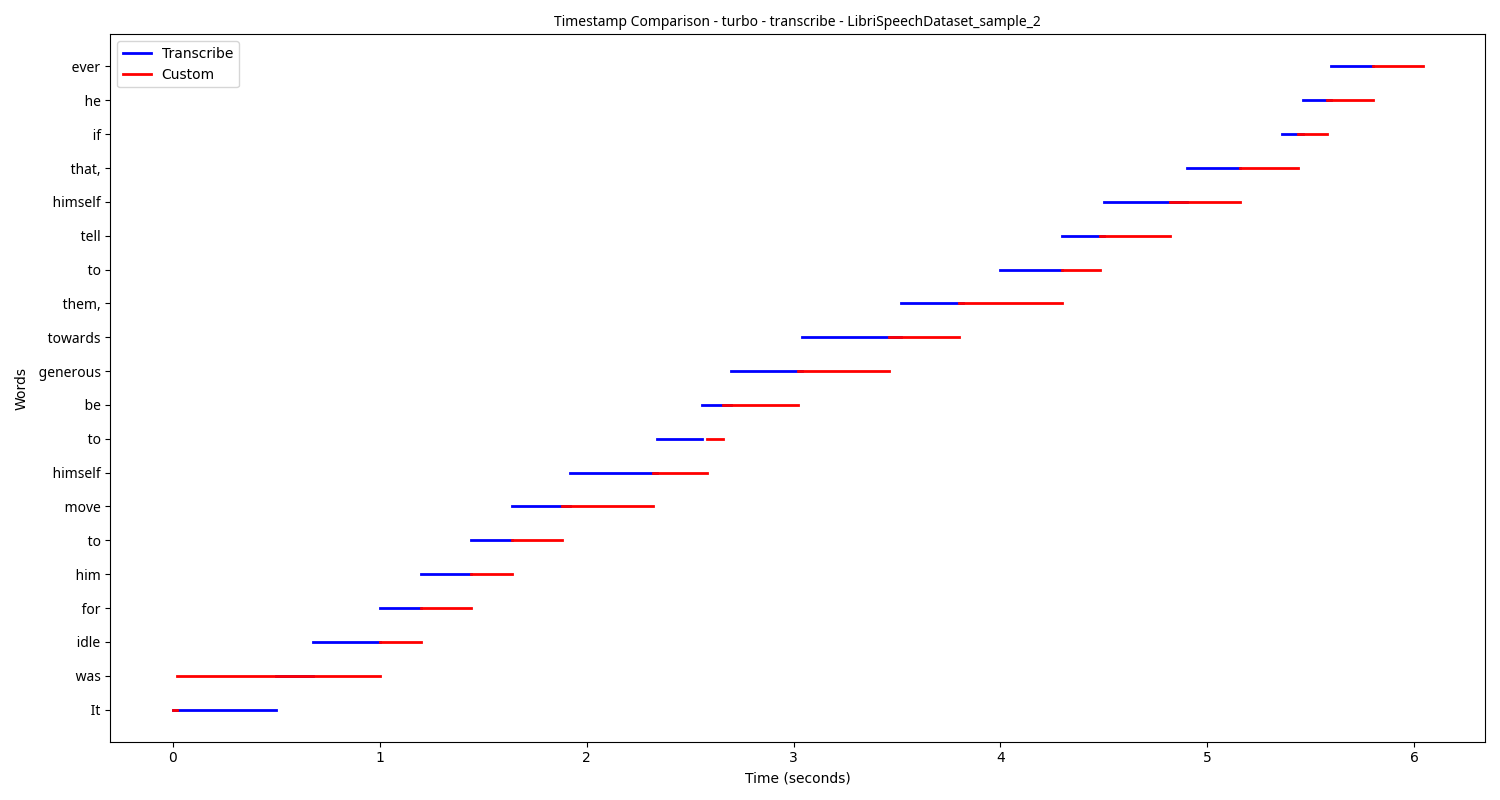 Timestamp Comparison - turbo - transcribe - LibriSpeechDataset_sample_2
Transcribe
Custom
ever
he
if
that,
himself
tell
to
them,
towards
generous
be
to
himself
move
to
him
for
idle
was
It
Words
0 1 2 3 4 5 6
Time (seconds)